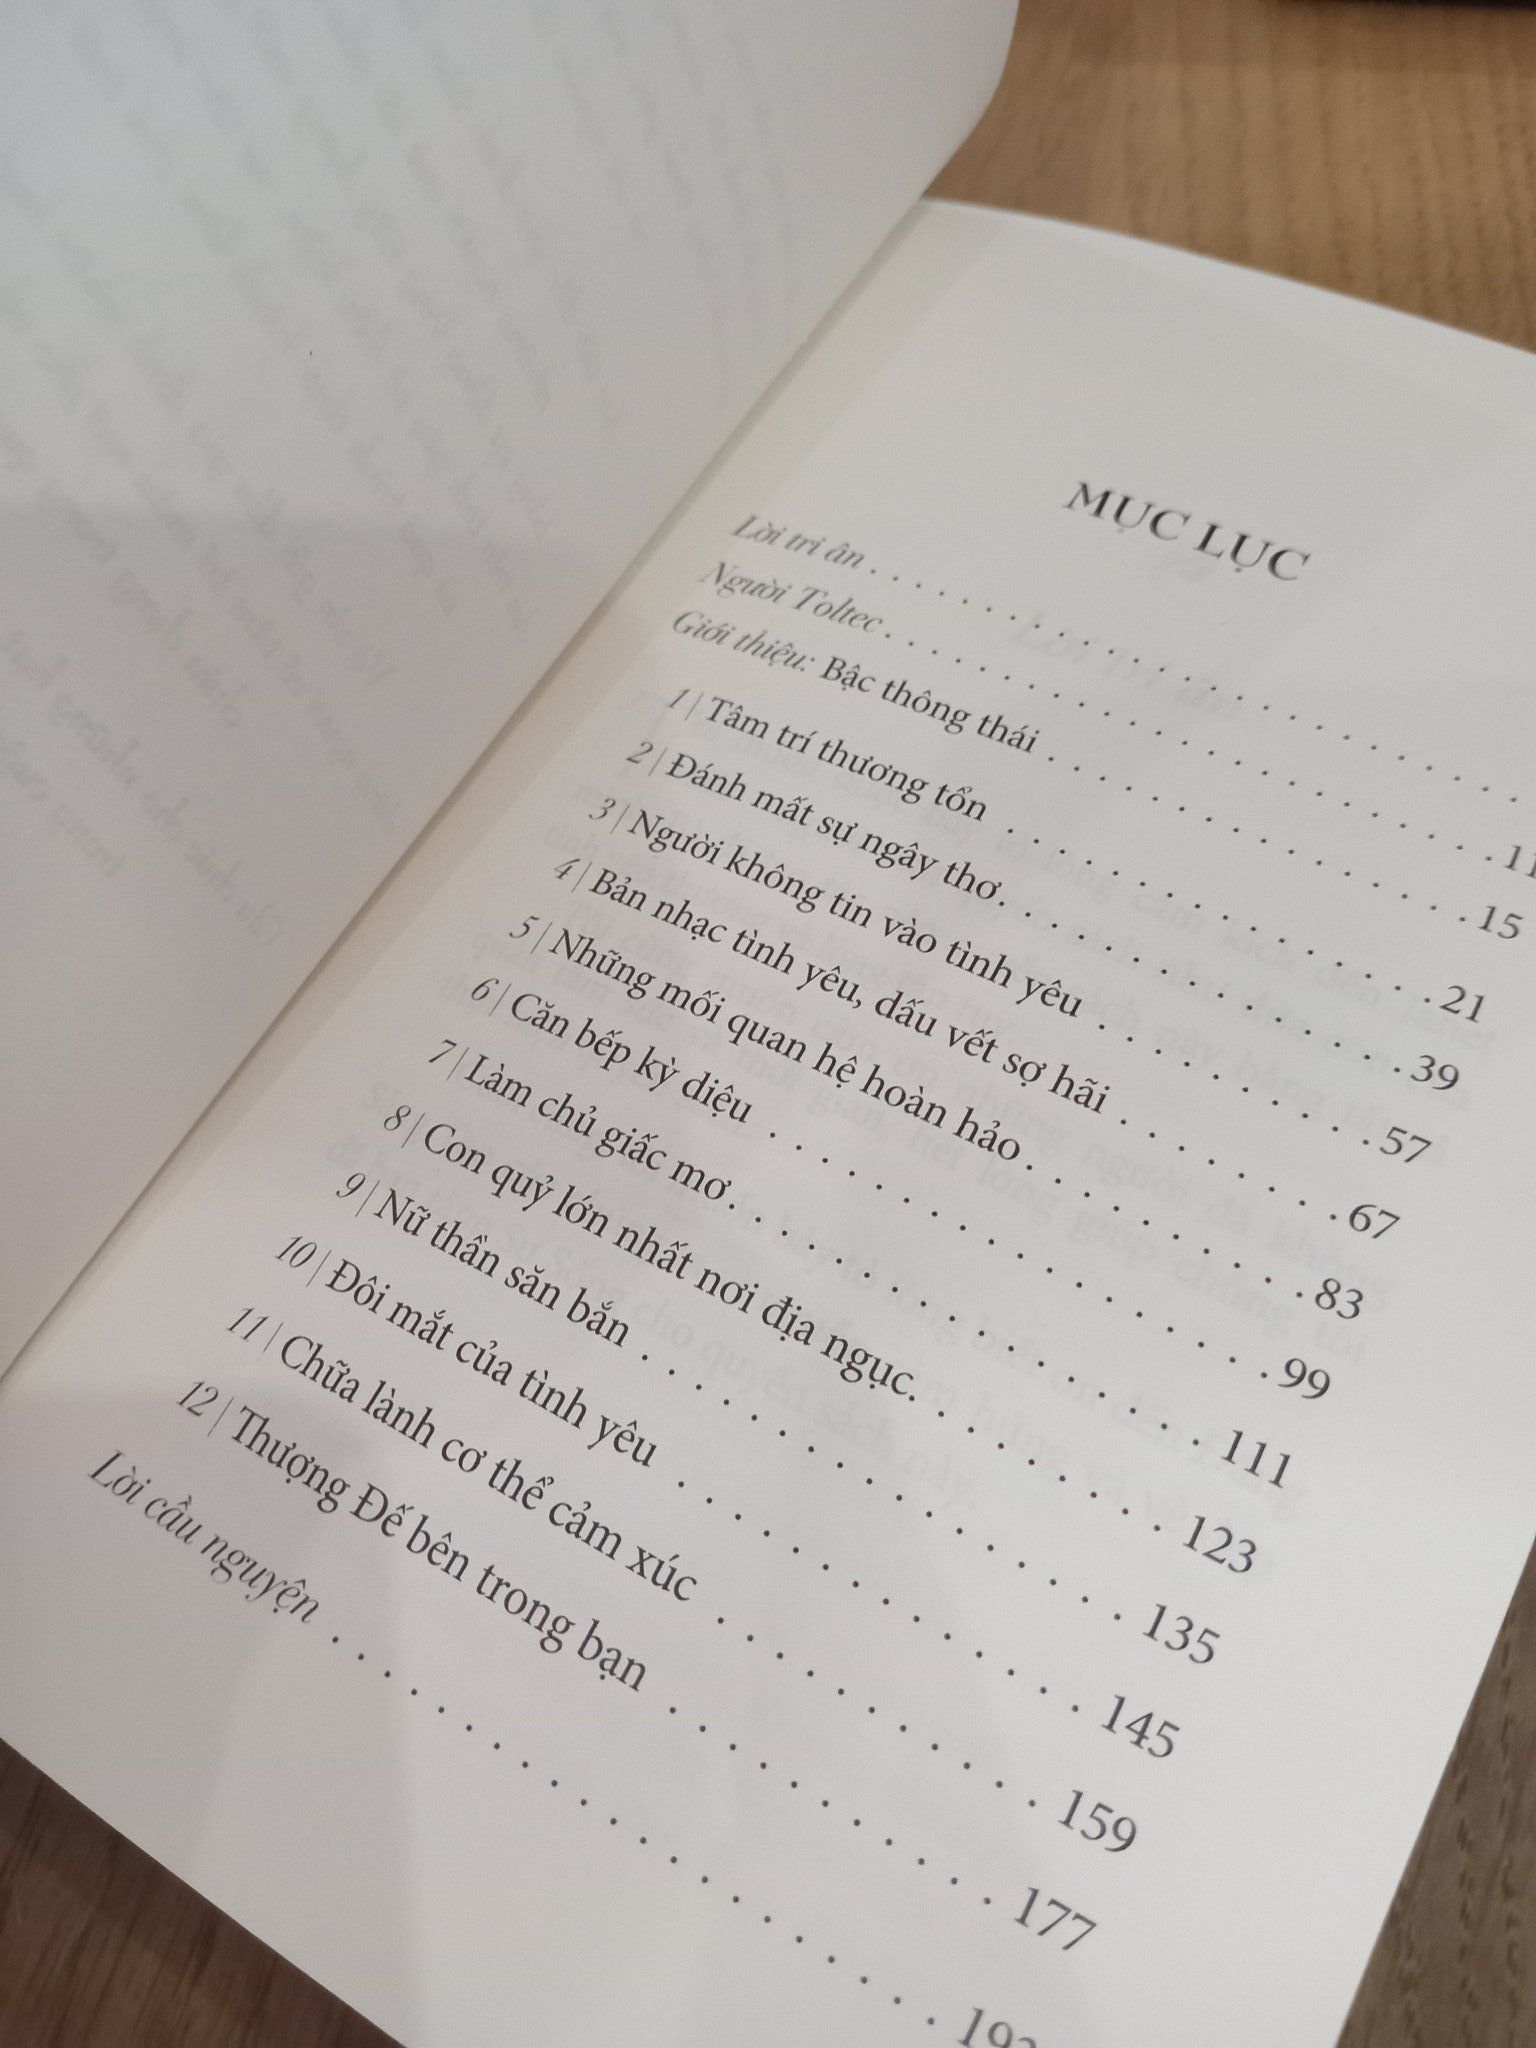 MỤC LỤC
Lời tri ân . . . . . . . . . . . . . . . . . . . .
Người Toltec . . . . . . . . . . . . . . . . . . . . 11
Giới thiệu: Bậc thông thái . . . . . . . . . . . . . . 15
1 | Tâm trí thương tổn . . . . . . . . . . . . . . 21
2 | Đánh mất sự ngây thơ. . . . . . . . . . . . . . 39
3 | Người không tin vào tình yêu . . . . . . . . . . 57
4 | Bản nhạc tình yêu, dấu vết sợ hãi . . . . . . . . 67
5 | Những mối quan hệ hoàn hảo . . . . . . . . . . 83
6 | Căn bếp kỳ diệu . . . . . . . . . . . . . . . . 99
7 | Làm chủ giấc mơ. . . . . . . . . . . . . . . . 111
8 | Con quỷ lớn nhất nơi địa ngục. . . . . . . . . 123
9 | Nữ thần săn bắn . . . . . . . . . . . . . . . . 135
10 | Đôi mắt của tình yêu . . . . . . . . . . . . . 145
11 | Chữa lành cơ thể cảm xúc . . . . . . . . . . . 159
12 | Thượng Đế bên trong bạn . . . . . . . . . . . 177
Lời cầu nguyện . . . . . . . . . . . . . . . . . . . .